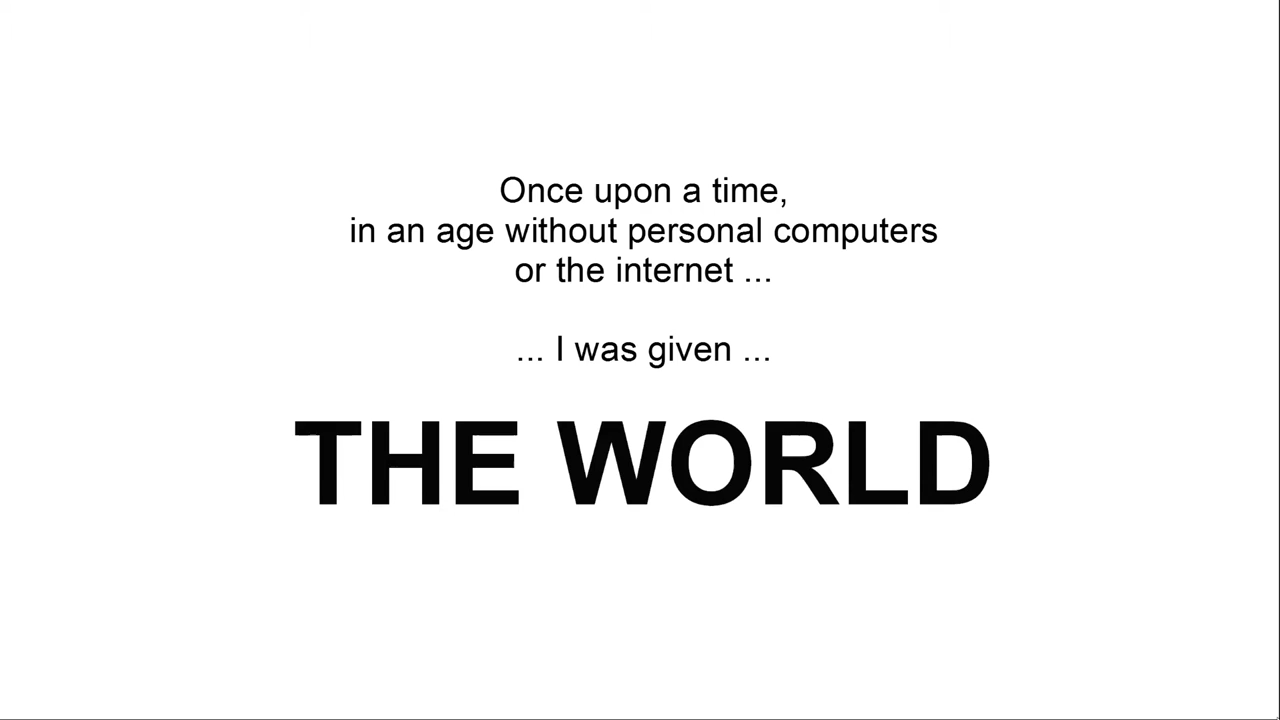 Once upon a time,
in an age without personal computers
or the internet ...
... I was given ...
THE WORLD